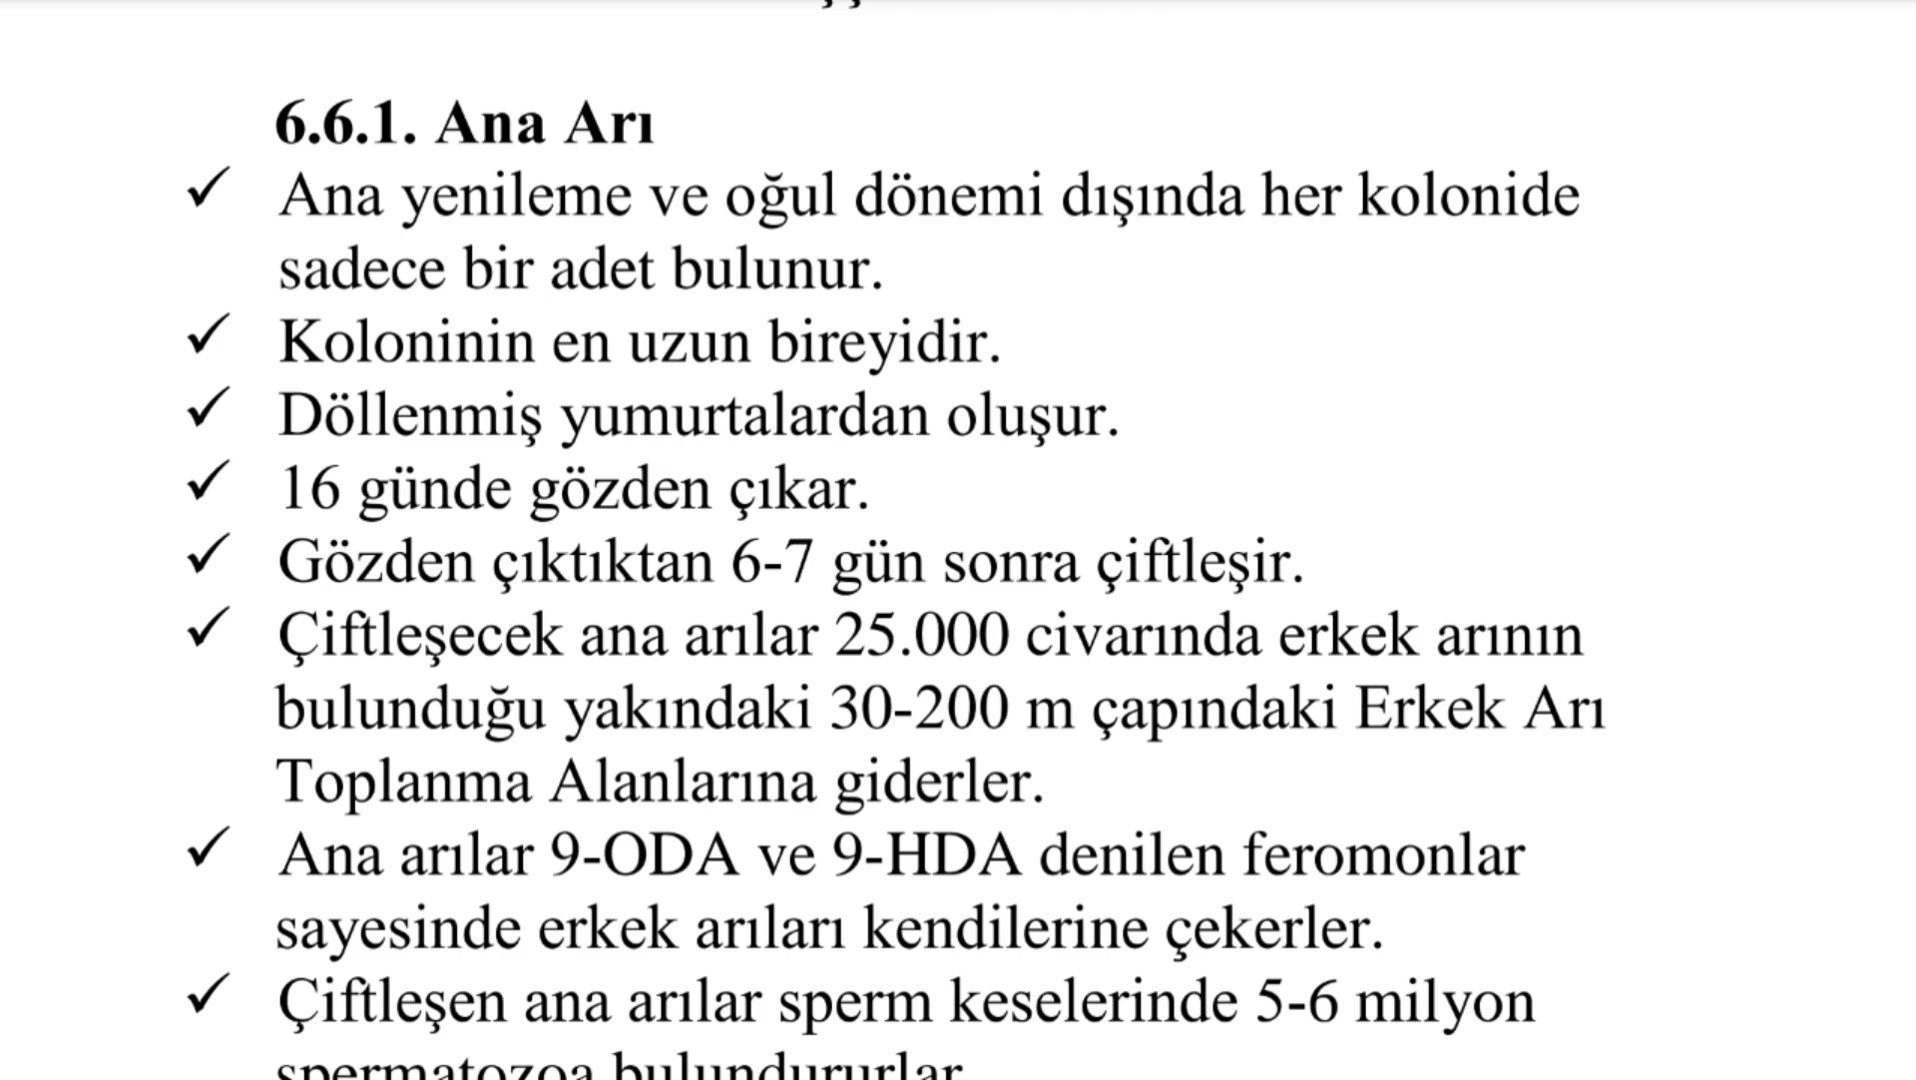 6.6.1. Ana Arı
✓ Ana yenileme ve oğul dönemi dışında her kolonide
sadece bir adet bulunur.
✓ Koloninin en uzun bireyidir.
✓ Döllenmiş yumurtalardan oluşur.
✓ 16 günde gözden çıkar.
✓ Gözden çıktıktan 6-7 gün sonra çiftleşir.
✓ Çiftleşecek ana arılar 25.000 civarında erkek arının
bulunduğu yakındaki 30-200 m çapındaki Erkek Arı
Toplanma Alanlarına giderler.
✓ Ana arılar 9-ODA ve 9-HDA denilen feromonlar
sayesinde erkek arıları kendilerine çekerler.
✓ Çiftleşen ana arılar sperm keselerinde 5-6 milyon
spermatozoa bulundururlar